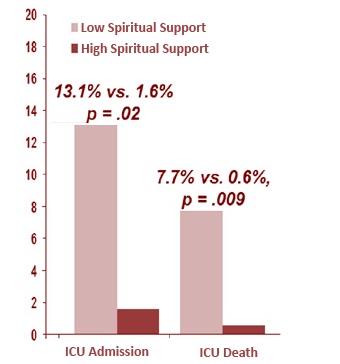 20
Low Spiritual Support
18
High Spiritual Support
16
13.1% vs. 1.6%
14
p = .02
12
10
7.7% vs. 0.6%,
p = .009
8
6
4
2
0
ICU Admission
ICU Death